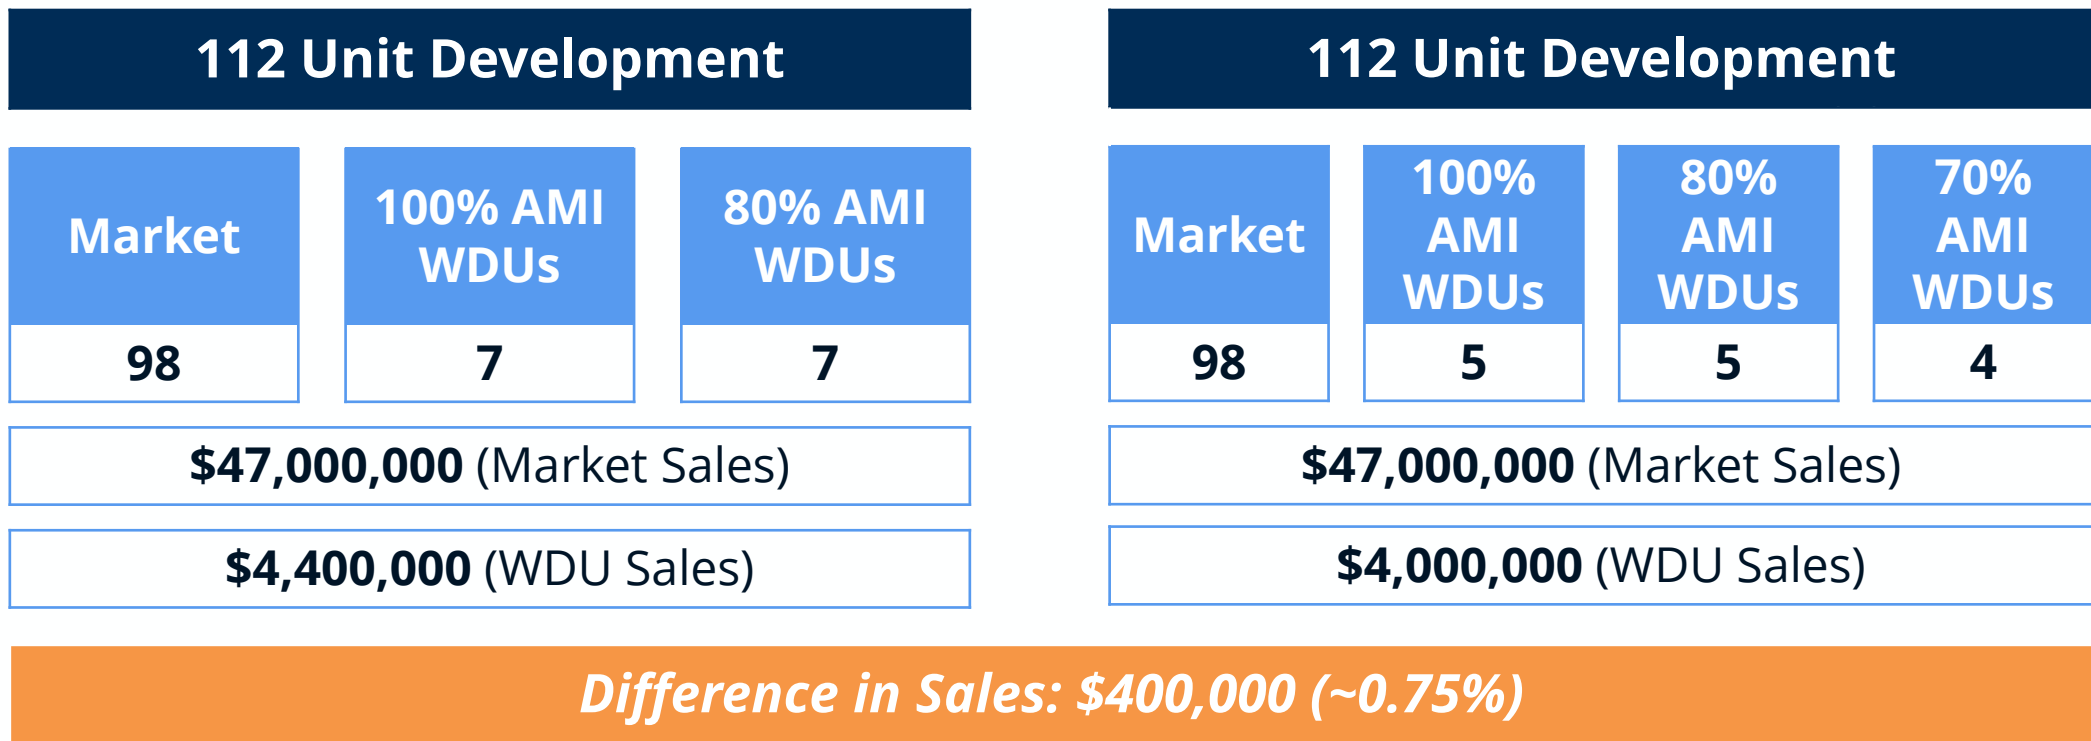 112 Unit Development
Market
98
100% AMI
WDUs
7
80% AMI
WDUs
7
$47,000,000 (Market Sales)
$4,400,000 (WDU Sales)
112 Unit Development
Market
98
100%
AMI
WDUs
5
80%
AMI
WDUs
5
70%
AMI
WDUs
4
$47,000,000 (Market Sales)
$4,000,000 (WDU Sales)
Difference in Sales: $400,000 (~0.75%)